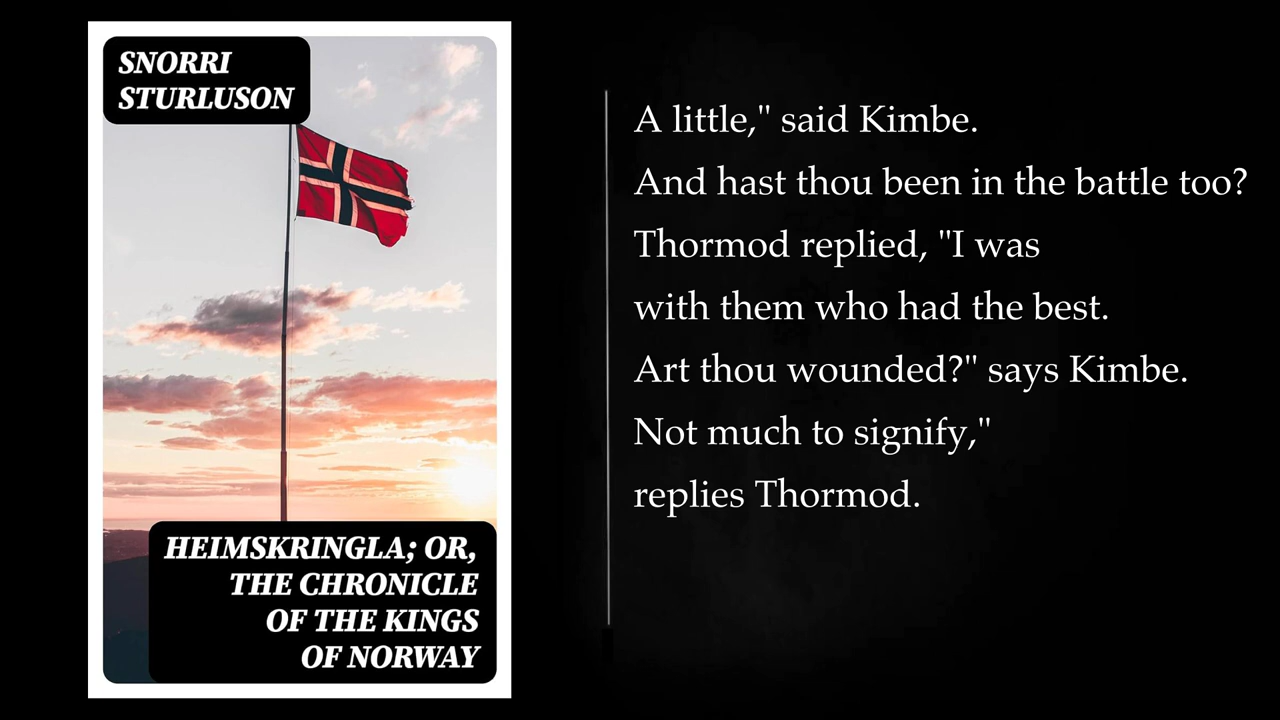 SNORRI
STURLUSON
HEIMSKRINGLA; OR,
THE CHRONICLE
OF THE KINGS
OF NORWAY
A little," said Kimbe.
And hast thou been in the battle too?
Thormod replied, "I was
with them who had the best.
Art thou wounded?" says Kimbe.
Not much to signify,"
replies Thormod.